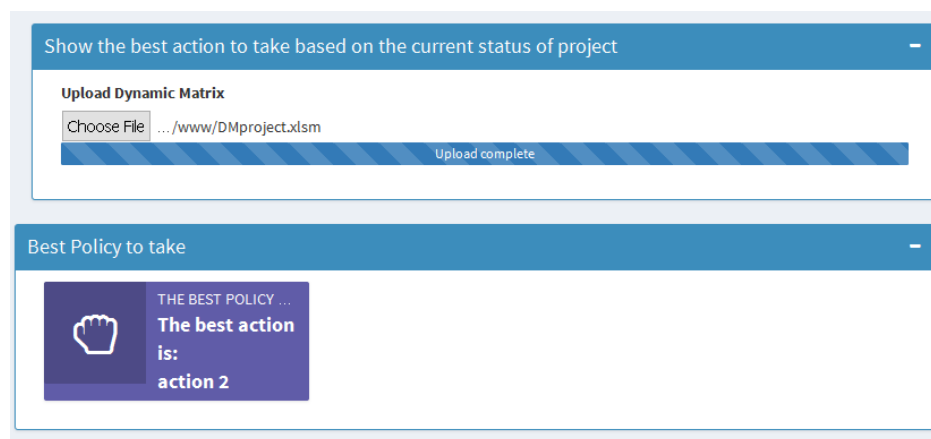 Show the best action to take based on the current status of project
Upload Dynamic Matrix
Choose File .../www/DMproject.xlsm
Upload complete
Best Policy to take
THE BEST POLICY ...
The best action
is:
action 2